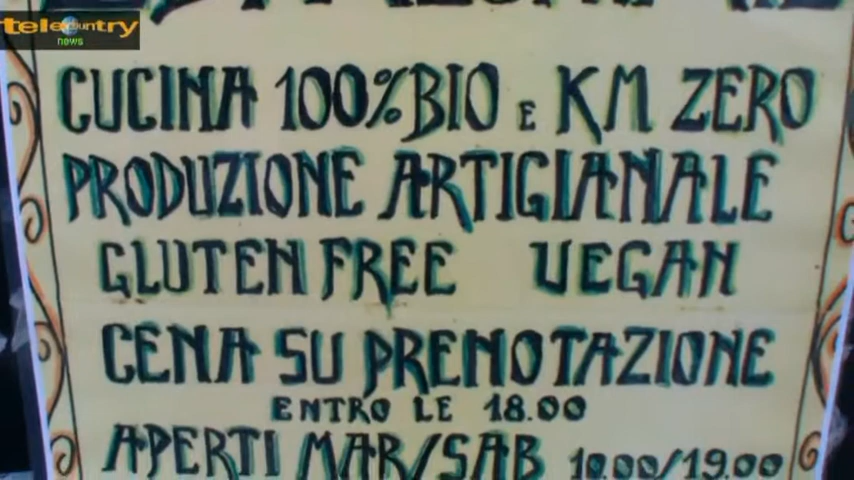 telecountry
news
CUCINA 100% BIO E KM ZERO
PRODUZIONE ARTIGIANALE
GLUTEN FREE VEGAN
CENA SU PRENOTAZIONE
ENTRO LE 18.00
APERTI MAR/SAB 10.00/19.00